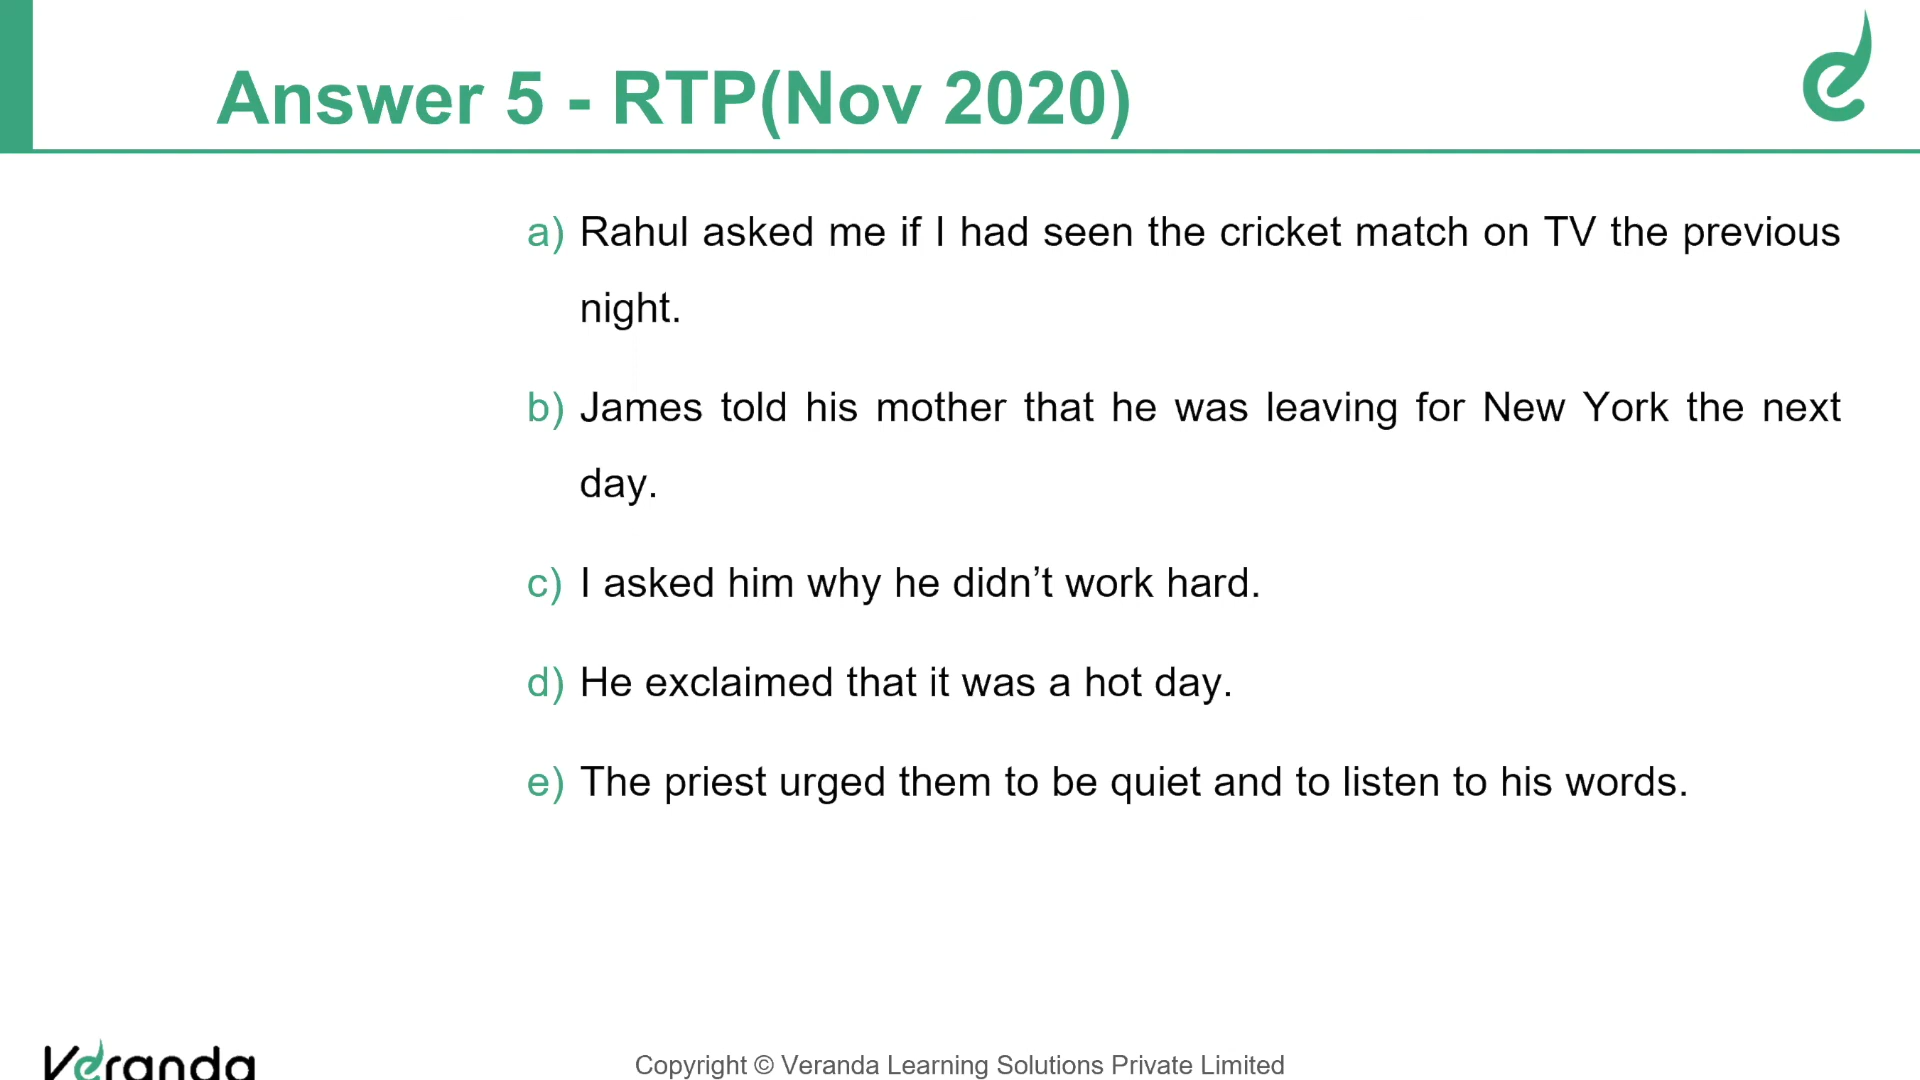 Answer 5 - RTP(Nov 2020)
a) Rahul asked me if I had seen the cricket match on TV the previous
night.
b) James told his mother that he was leaving for New York the next
day.
c) I asked him why he didn’t work hard.
d) He exclaimed that it was a hot day.
e) The priest urged them to be quiet and to listen to his words.
Veranda
Copyright © Veranda Learning Solutions Private Limited